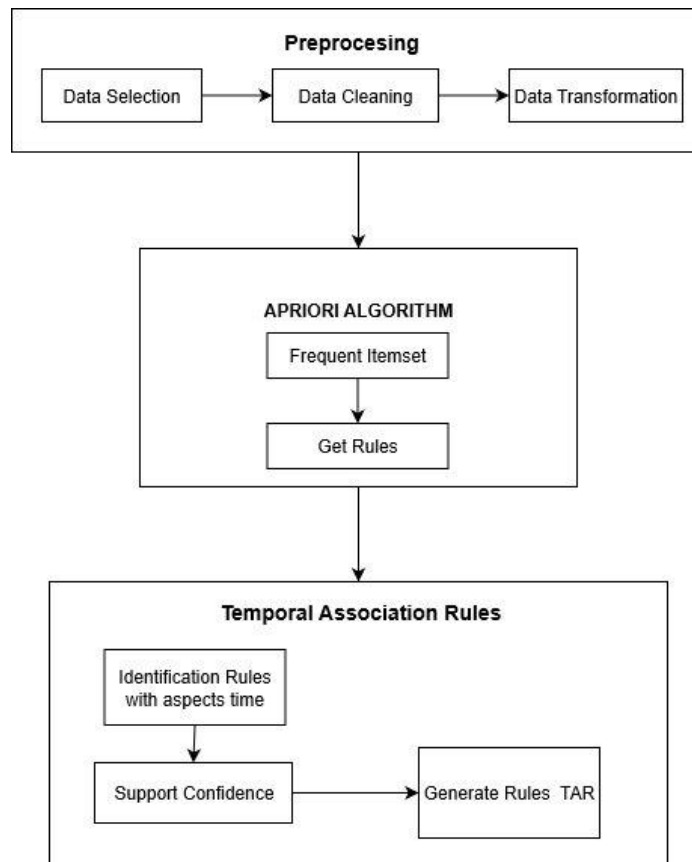 Preprocesing
Data Selection
Data Cleaning
Data Transformation
APRIORI ALGORITHM
Frequent Itemset
Get Rules
Temporal Association Rules
Identification Rules
with aspects time
Support Confidence
Generate Rules TAR